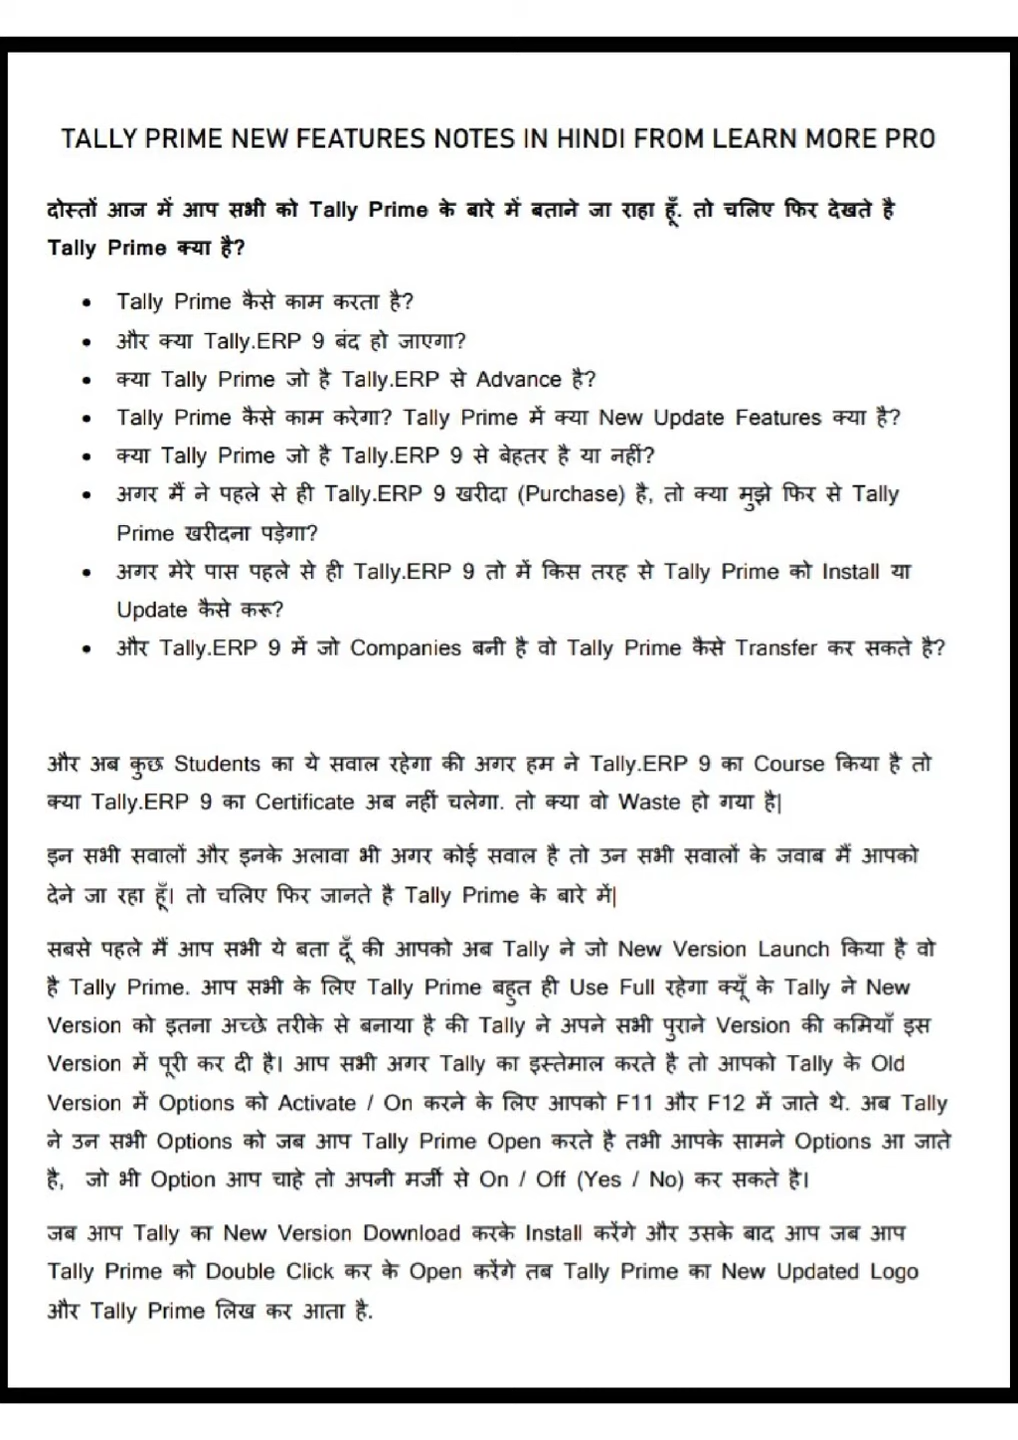 TALLY PRIME NEW FEATURES NOTES IN HINDI FROM LEARN MORE PRO
दोस्तों आज में आप सभी को Tally Prime के बारे में बताने जा राहा हूँ. तो चलिए फिर देखते है
Tally Prime क्या है?
• Tally Prime कैसे काम करता है?
• और क्या Tally.ERP 9 बंद हो जाएगा?
• क्या Tally Prime जो है Tally.ERP से Advance है?
• Tally Prime कैसे काम करेगा? Tally Prime में क्या New Update Features क्या है?
• क्या Tally Prime जो है Tally.ERP 9 से बेहतर है या नहीं?
• अगर मैं ने पहले से ही Tally.ERP 9 खरीदा (Purchase) है, तो क्या मुझे फिर से Tally
Prime खरीदना पड़ेगा?
• अगर मेरे पास पहले से ही Tally.ERP 9 तो में किस तरह से Tally Prime को Install या
Update कैसे करू?
• और Tally.ERP 9 में जो Companies बनी है वो Tally Prime कैसे Transfer कर सकते है?
और अब कुछ Students का ये सवाल रहेगा की अगर हम ने Tally.ERP 9 का Course किया है तो
क्या Tally.ERP 9 का Certificate अब नहीं चलेगा. तो क्या वो Waste हो गया है|
इन सभी सवालों और इनके अलावा भी अगर कोई सवाल है तो उन सभी सवालों के जवाब मैं आपको
देने जा रहा हूँ। तो चलिए फिर जानते है Tally Prime के बारे में|
सबसे पहले मैं आप सभी ये बता दूँ की आपको अब Tally ने जो New Version Launch किया है वो
है Tally Prime. आप सभी के लिए Tally Prime बहुत ही Use Full रहेगा क्यूँ के Tally ने New
Version को इतना अच्छे तरीके से बनाया है की Tally ने अपने सभी पुराने Version की कमियाँ इस
Version में पूरी कर दी है। आप सभी अगर Tally का इस्तेमाल करते है तो आपको Tally के Old
Version में Options को Activate / On करने के लिए आपको F11 और F12 में जाते थे. अब Tally
ने उन सभी Options को जब आप Tally Prime Open करते है तभी आपके सामने Options आ जाते
है, जो भी Option आप चाहे तो अपनी मर्जी से On / Off (Yes / No) कर सकते है।
जब आप Tally का New Version Download करके Install करेंगे और उसके बाद आप जब आप
Tally Prime को Double Click कर के Open करेंगे तब Tally Prime का New Updated Logo
और Tally Prime लिख कर आता है.